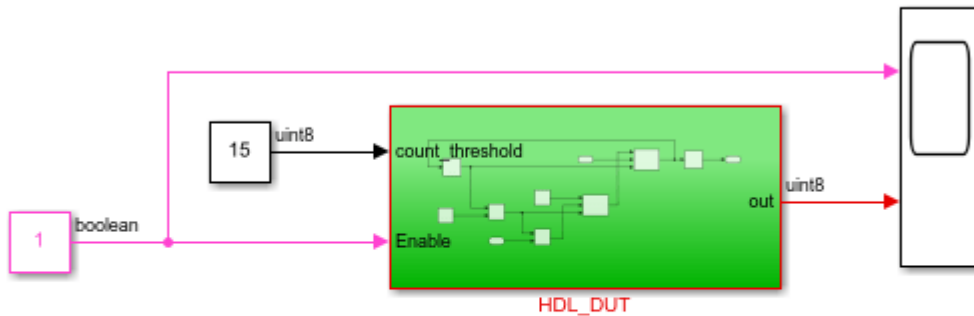 15
uint8
count_threshold
uint8
out
boolean
1
Enable
HDL_DUT